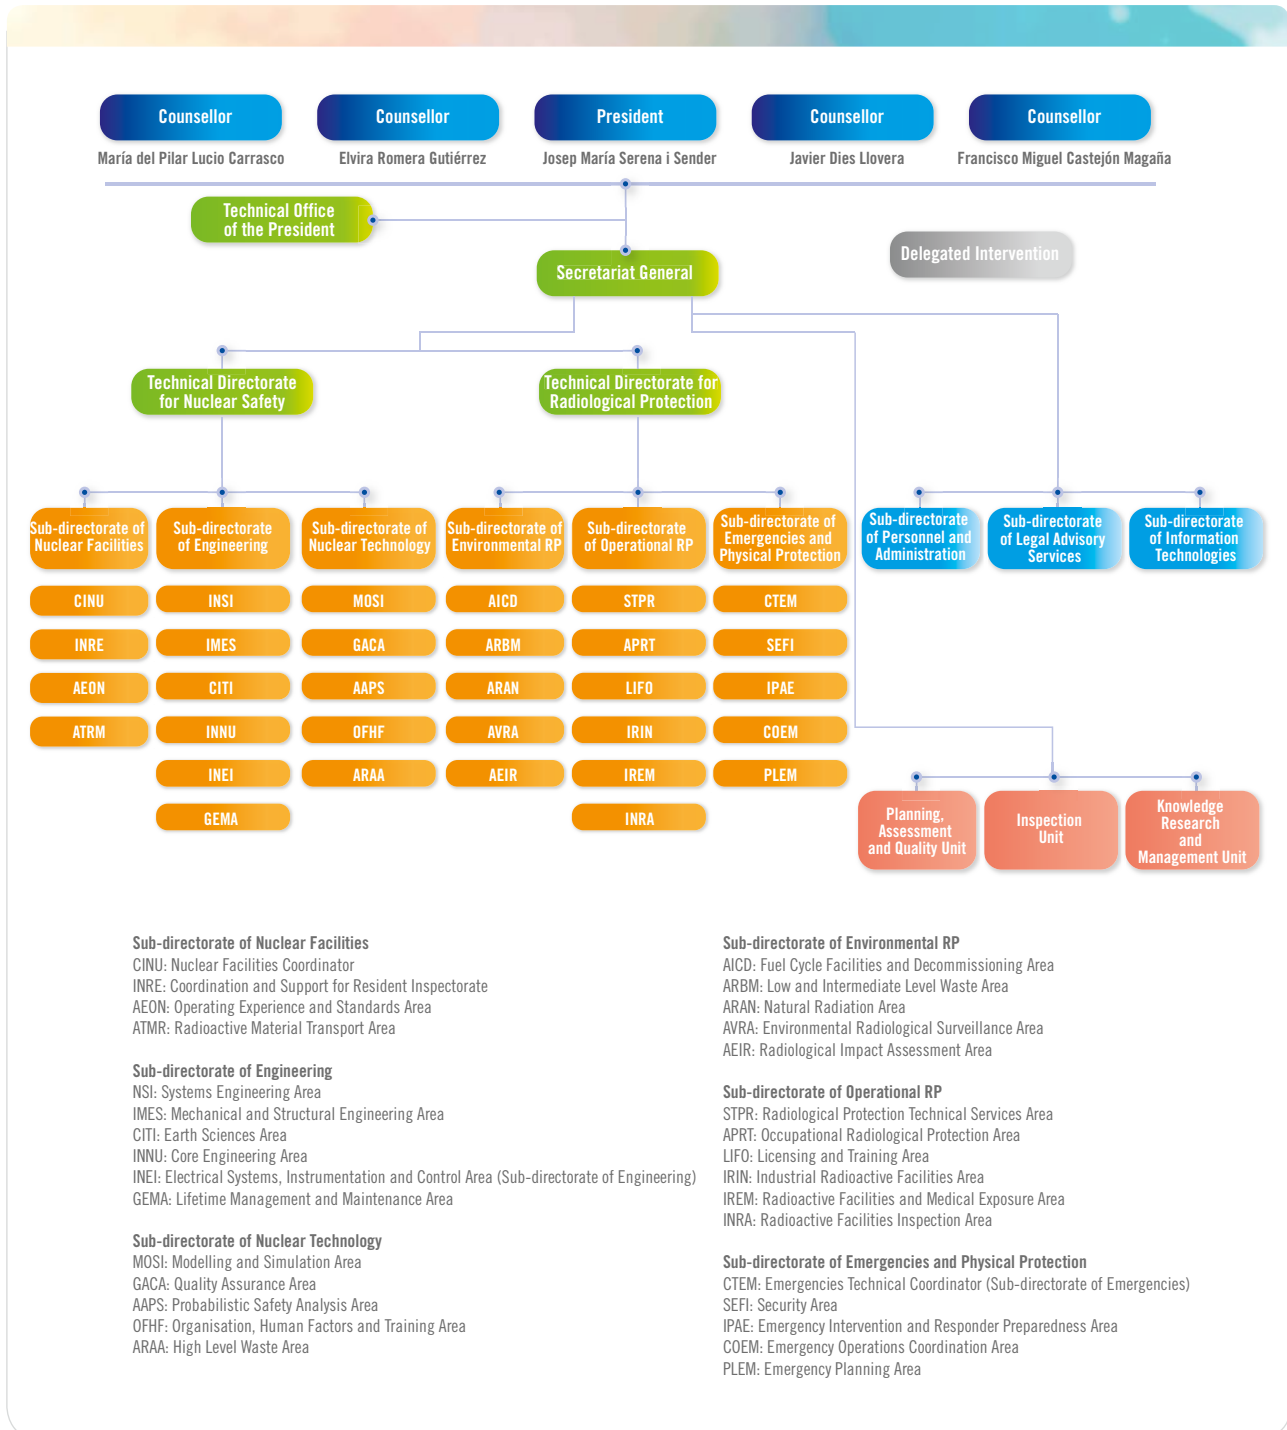 Counsellor
Counsellor
President
Counsellor
Counsellor
María del Pilar Lucio Carrasco
Elvira Romera Gutiérrez
Josep María Serena i Sender
Javier Dies Llovera
Francisco Miguel Castejón Magaña
Technical Office
of the President
Delegated Intervention
Secretariat General
Technical Directorate
for Nuclear Safety
Technical Directorate for
Radiological Protection
Sub-directorate of
Nuclear Facilities
Sub-directorate
of Engineering
Sub-directorate of
Nuclear Technology
Sub-directorate of
Environmental RP
Sub-directorate
of Operational RP
Sub-directorate of
Emergencies and
Physical Protection
Sub-directorate
of Personnel and
Administration
Sub-directorate
of Legal Advisory
Services
Sub-directorate
of Information
Technologies
CINU
INSI
MOSI
AICD
STPR
CTEM
INRE
IMES
GACA
ARBM
APRT
SEFI
AEON
CITI
AAPS
ARAN
LIFO
IPAE
ATRM
INNU
OFHF
AVRA
IRIN
COEM
INEI
ARAA
AEIR
IREM
PLEM
GEMA
INRA
Planning,
Assessment
and Quality Unit
Inspection
Unit
Knowledge
Research
and
Management Unit
Sub-directorate of Nuclear Facilities
CINU: Nuclear Facilities Coordinator
INRE: Coordination and Support for Resident Inspectorate
AEON: Operating Experience and Standards Area
ATMR: Radioactive Material Transport Area
Sub-directorate of Engineering
NSI: Systems Engineering Area
IMES: Mechanical and Structural Engineering Area
CITI: Earth Sciences Area
INNU: Core Engineering Area
INEI: Electrical Systems, Instrumentation and Control Area (Sub-directorate of Engineering)
GEMA: Lifetime Management and Maintenance Area
Sub-directorate of Nuclear Technology
MOSI: Modelling and Simulation Area
GACA: Quality Assurance Area
AAPS: Probabilistic Safety Analysis Area
OFHF: Organisation, Human Factors and Training Area
ARAA: High Level Waste Area
Sub-directorate of Environmental RP
AICD: Fuel Cycle Facilities and Decommissioning Area
ARBM: Low and Intermediate Level Waste Area
ARAN: Natural Radiation Area
AVRA: Environmental Radiological Surveillance Area
AEIR: Radiological Impact Assessment Area
Sub-directorate of Operational RP
STPR: Radiological Protection Technical Services Area
APRT: Occupational Radiological Protection Area
LIFO: Licensing and Training Area
IRIN: Industrial Radioactive Facilities Area
IREM: Radioactive Facilities and Medical Exposure Area
INRA: Radioactive Facilities Inspection Area
Sub-directorate of Emergencies and Physical Protection
CTEM: Emergencies Technical Coordinator (Sub-directorate of Emergencies)
SEFI: Security Area
IPAE: Emergency Intervention and Responder Preparedness Area
COEM: Emergency Operations Coordination Area
PLEM: Emergency Planning Area